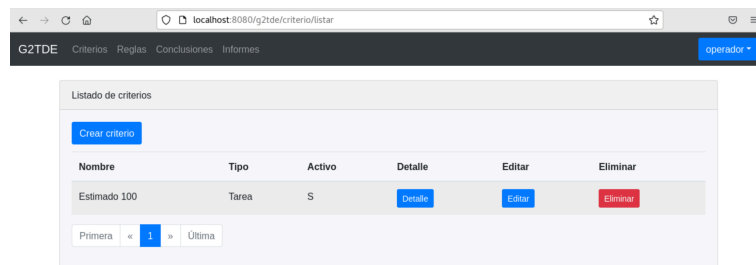 localhost:8080/g2tde/criterio/listar
G2TDE Criterios Reglas Conclusiones Informes operador
Listado de criterios
Crear criterio
Nombre Tipo Activo Detalle Editar Eliminar
Estimado 100 Tarea S Detalle Editar Eliminar
Primera « 1 » Última